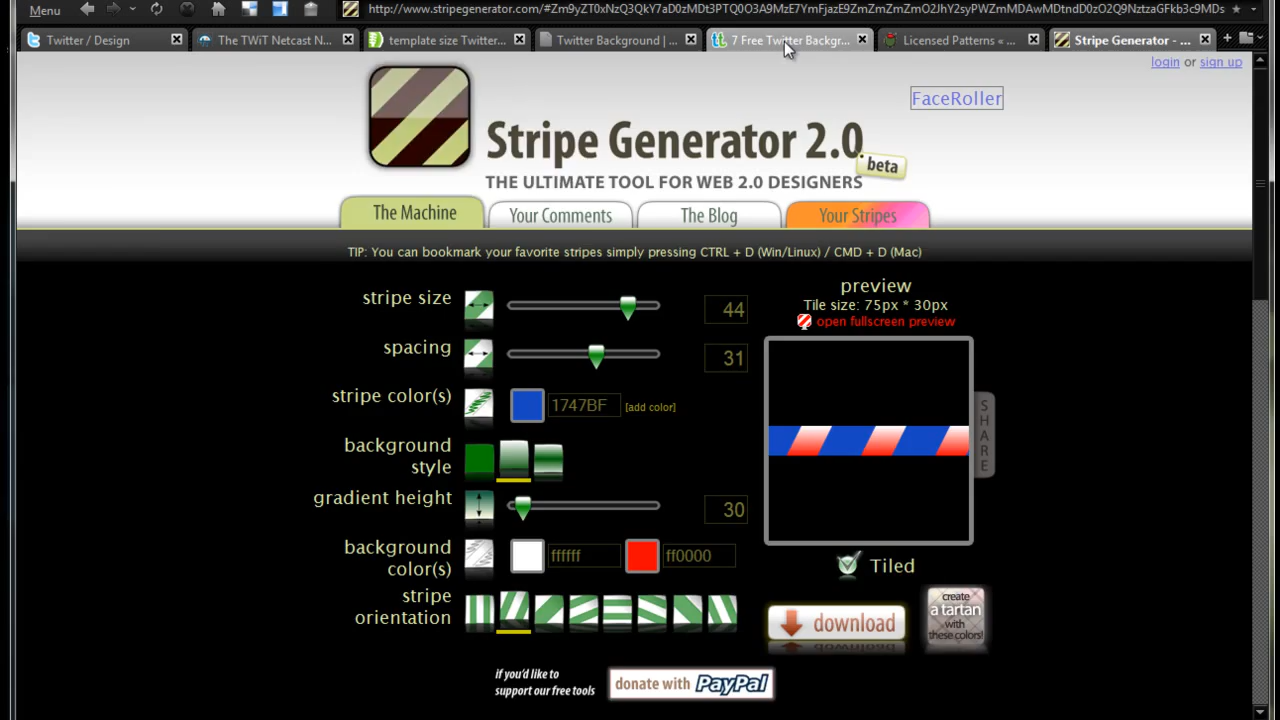 Menu
http://www.stripegenerator.com/#Zm9yZT0xNzQ3QkY7aD0zMDt3PTQ0O3A9MzE7YmFjazE9ZmZmZmZmO2JhY2syPWZmMDAwMDtndD0zO2Q9NztzaGFkb3c9MDs
Twitter / Design
The TWiT Netcast N...
template size Twitter...
Twitter Background | ...
7 Free Twitter Backgr...
Licensed Patterns « ...
Stripe Generator - ...
login or sign up
FaceRoller
Stripe Generator 2.0
beta
THE ULTIMATE TOOL FOR WEB 2.0 DESIGNERS
The Machine
Your Comments
The Blog
Your Stripes
TIP: You can bookmark your favorite stripes simply pressing CTRL + D (Win/Linux) / CMD + D (Mac)
stripe size
44
spacing
31
stripe color(s)
1747BF
[add color]
background
style
gradient height
30
background
color(s)
ffffff
ff0000
stripe
orientation
preview
Tile size: 75px * 30px
open fullscreen preview
SHARE
Tiled
download
create
a tartan
with
these colors!
if you'd like to
support our free tools
donate with PayPal